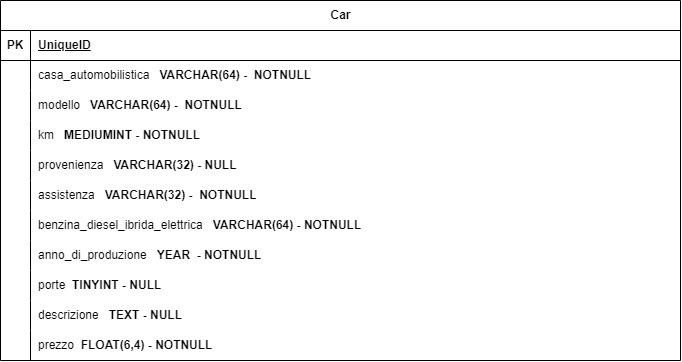 Car
PK UniqueID
casa_automobilistica VARCHAR(64) - NOTNULL
modello VARCHAR(64) - NOTNULL
km MEDIUMINT - NOTNULL
provenienza VARCHAR(32) - NULL
assistenza VARCHAR(32) - NOTNULL
benzina_diesel_ibrida_elettrica VARCHAR(64) - NOTNULL
anno_di_produzione YEAR - NOTNULL
porte TINYINT - NULL
descrizione TEXT - NULL
prezzo FLOAT(6,4) - NOTNULL